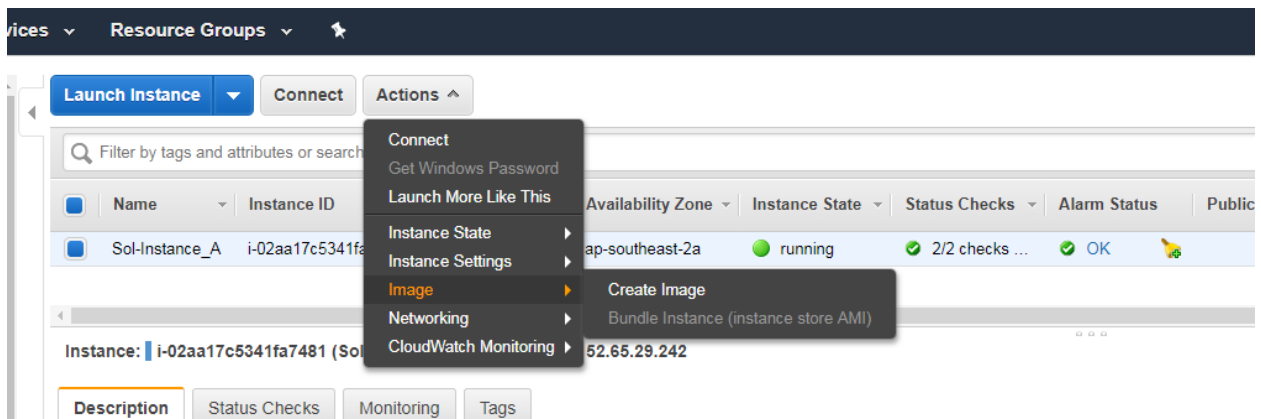 vices Resource Groups
Launch Instance Connect Actions
Connect
Filter by tags and attributes or search
Get Windows Password
Launch More Like This
Name Instance ID Availability Zone Instance State Status Checks Alarm Status Public
Instance State
Sol-Instance_A i-02aa17c5341fa ap-southeast-2a running 2/2 checks ... OK
Instance Settings
Image Create Image
Networking Bundle Instance (instance store AMI)
CloudWatch Monitoring
Instance: i-02aa17c5341fa7481 (Sol 52.65.29.242
Description Status Checks Monitoring Tags